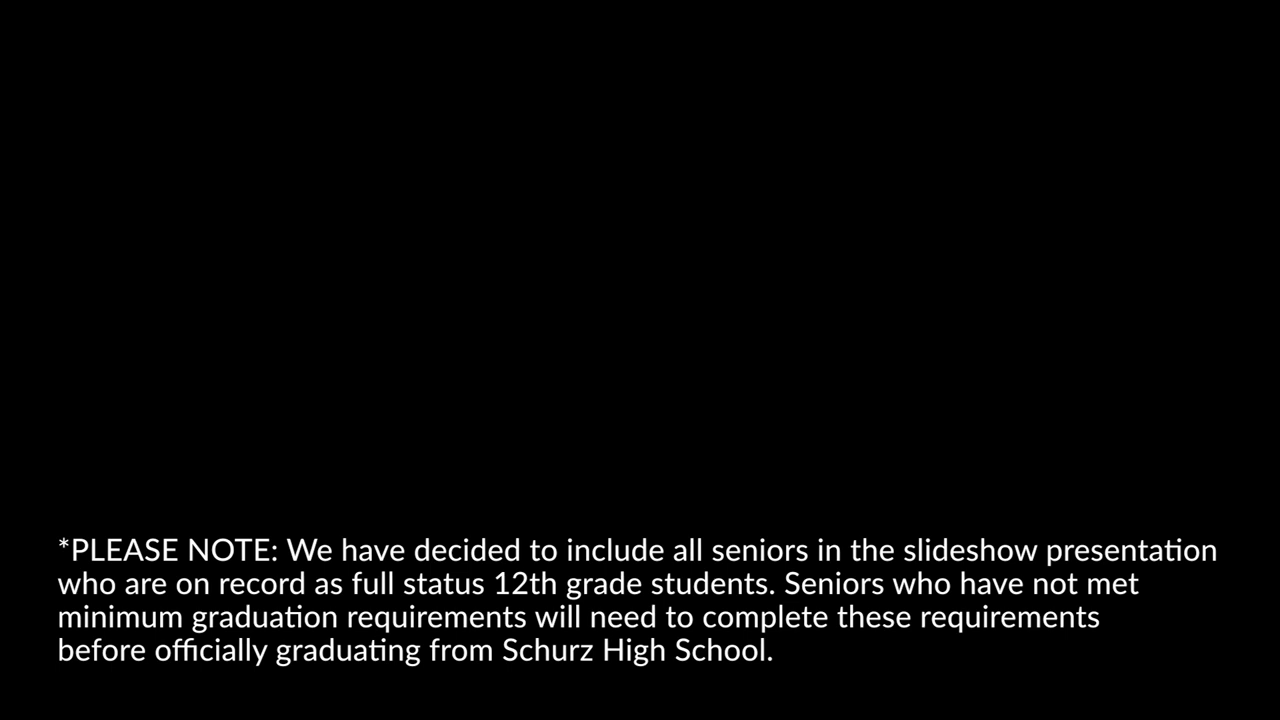 *PLEASE NOTE: We have decided to include all seniors in the slideshow presentation
who are on record as full status 12th grade students. Seniors who have not met
minimum graduation requirements will need to complete these requirements
before officially graduating from Schurz High School.